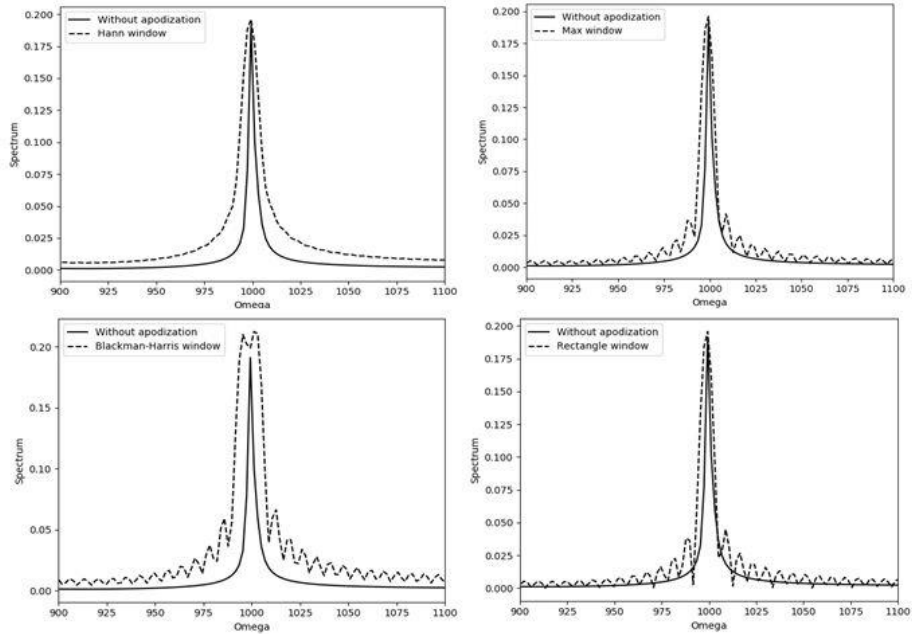 Without apodization
Hann window
0.200
0.175
0.150
0.125
0.100
0.075
0.050
0.025
0.000
Spectrum
900 925 950 975 1000 1025 1050 1075 1100
Omega
Without apodization
Max window
0.200
0.175
0.150
0.125
0.100
0.075
0.050
0.025
0.000
Spectrum
900 925 950 975 1000 1025 1050 1075 1100
Omega
Without apodization
Blackman-Harris window
0.20
0.15
0.10
0.05
0.00
Spectrum
900 925 950 975 1000 1025 1050 1075 1100
Omega
Without apodization
Rectangle window
0.200
0.175
0.150
0.125
0.100
0.075
0.050
0.025
0.000
Spectrum
900 925 950 975 1000 1025 1050 1075 1100
Omega